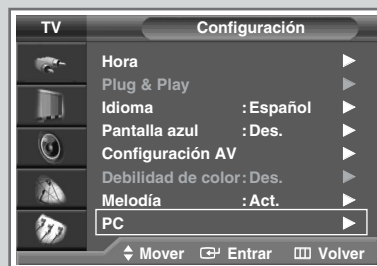 TV Configuración
Hora
Plug & Play
Idioma : Español
Pantalla azul : Des.
Configuración AV
Debilidad de color: Des.
Melodía : Act.
PC
Mover Entrar Volver